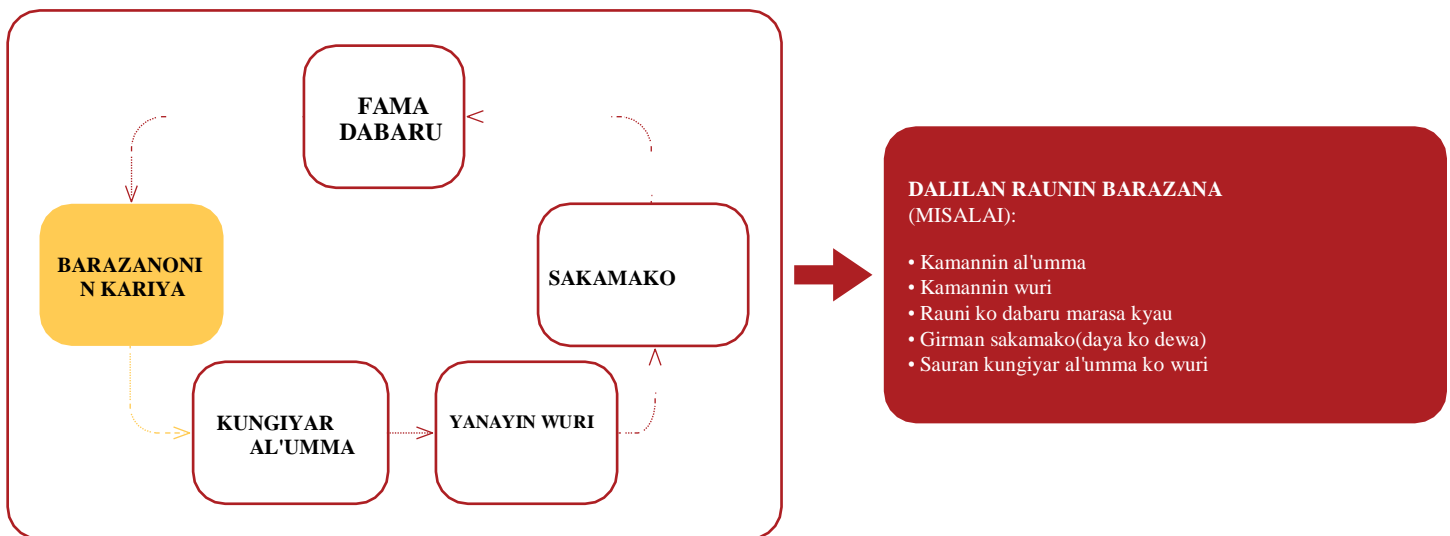 FAMA
DABARU
BARAZANONI
N KARIYA
SAKAMAKO
KUNGIYAR
AL'UMMA
YANAYIN WURI
DALILAN RAUNIN BARAZANA
(MISALAI):
• Kamannin al'umma
• Kamannin wuri
• Rauni ko dabaru marasa kyau
• Girman sakamako(daya ko dewa)
• Sauran kungiyar al'umma ko wuri